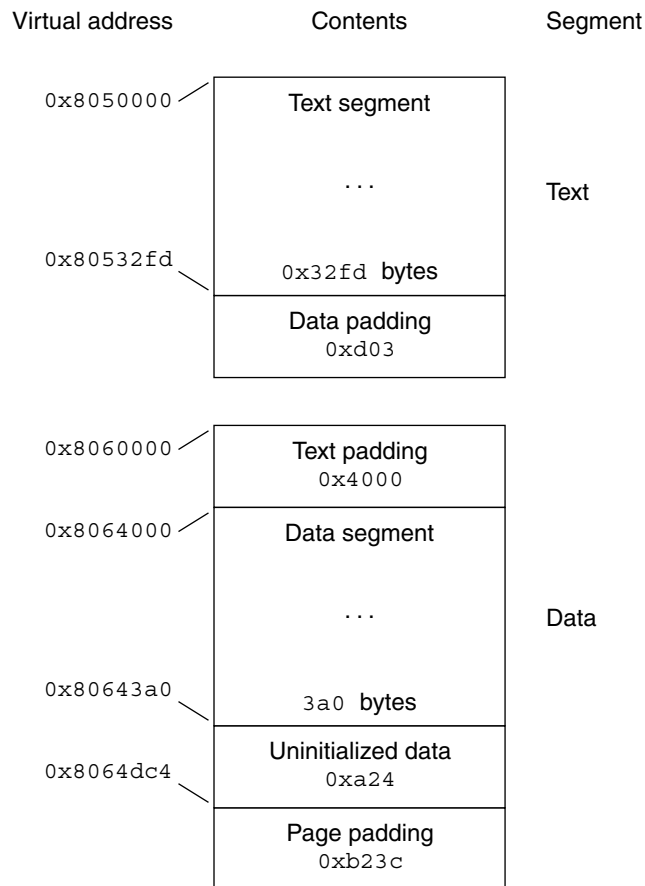 Virtual address Contents Segment
0x8050000
Text segment
. . .
Text
0x80532fd
0x32fd bytes
Data padding
0xd03
0x8060000
Text padding
0x4000
0x8064000
Data segment
. . .
Data
0x80643a0
3a0 bytes
Uninitialized data
0x8064dc4
0xa24
Page padding
0xb23c